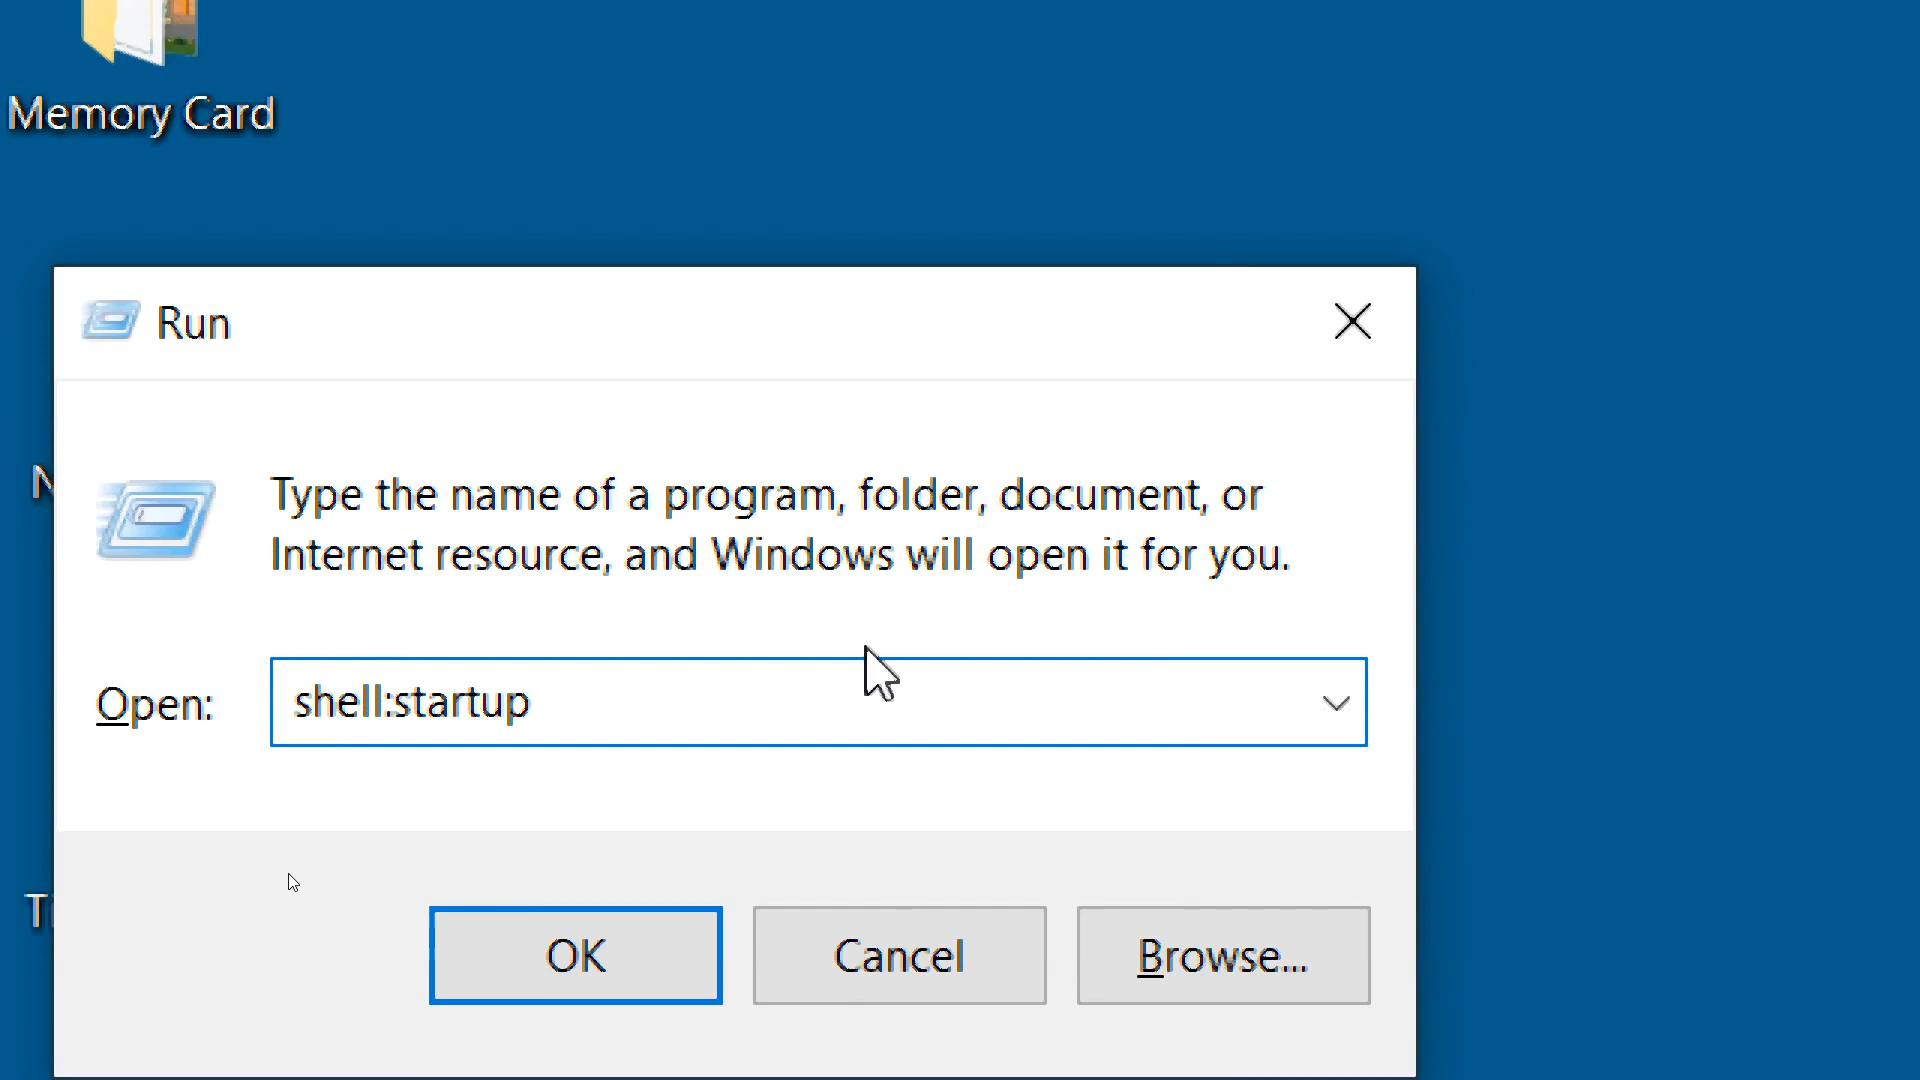 Memory Card
Run
Type the name of a program, folder, document, or
Internet resource, and Windows will open it for you.
Open:
shell:startup
OK
Cancel
Browse...